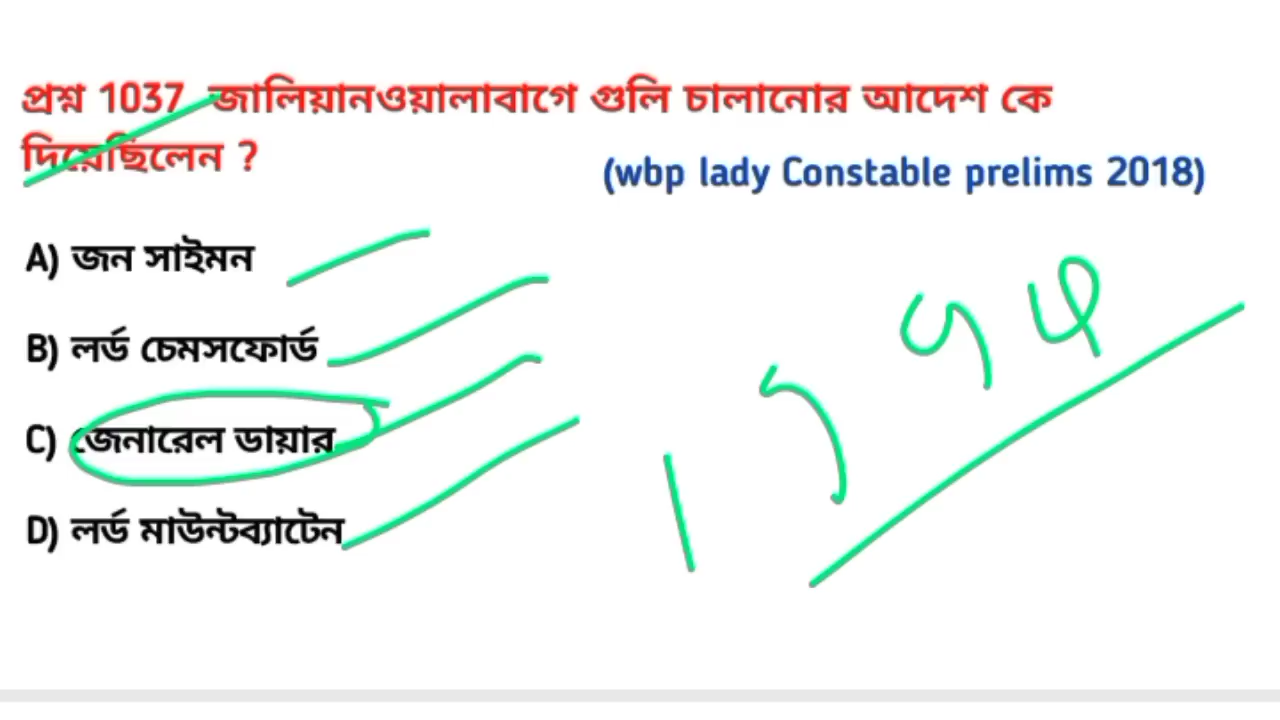 প্রশ্ন 1037 জালিয়ানওয়ালাবাগে গুলি চালানোর আদেশ কে
দিয়েছিলেন ?
(wbp lady Constable prelims 2018)
A) জন সাইমন
B) লর্ড চেমসফোর্ড
C) জেনারেল ডায়ার
D) লর্ড মাউন্টব্যাটেন